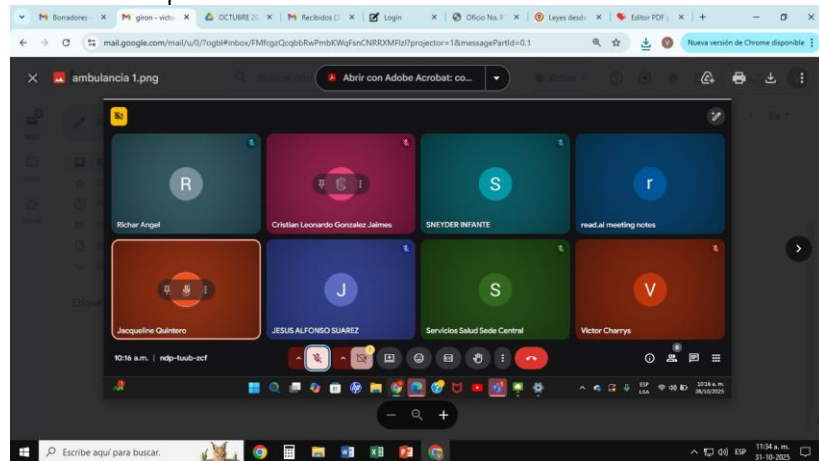 Borradores
giron - victo
OCTUBRE 20
Recibidos (1
Login
Oficio No. F
Leyes desde
Editor PDF
mail.google.com/mail/u/0/?ogbl#inbox/FMfcgzQcqbbRwPmbKWqFsnCNRRXMFIzI?projector=1&messagePartId=0.1
Nueva versión de Chrome disponible
ambulancia 1.png
Abrir con Adobe Acrobat: co...
R
Richar Angel
C
Cristian Leonardo Gonzalez Jaimes
S
SNEYDER INFANTE
r
read.ai meeting notes
Jacqueline Quintero
J
JESUS ALFONSO SUAREZ
S
Servicios Salud Sede Central
V
Victor Charrys
10:16 a.m. | ndp-tuub-zcf
8
ESP
LAA
10:16 a.m.
28/10/2025
Escribe aquí para buscar.
ESP
11:34 a. m.
31-10-2025